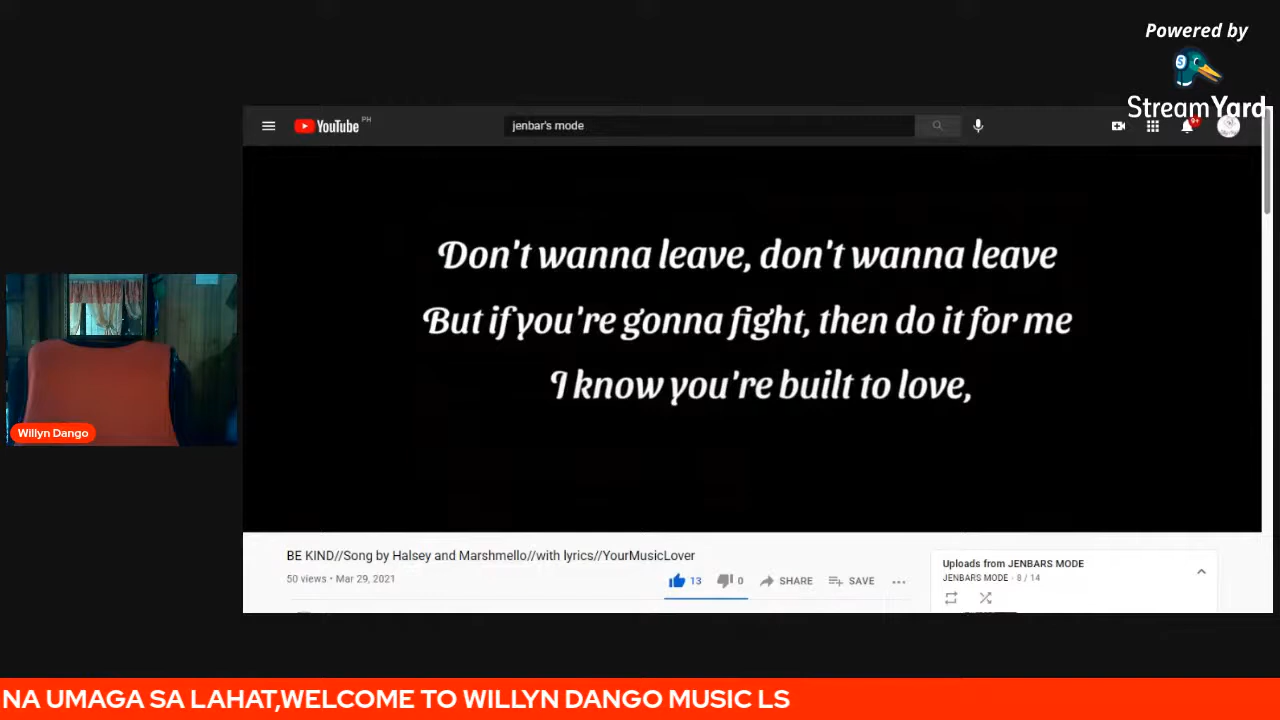 Powered by
StreamYard
YouTube PH
jenbar's mode
9+
Don't wanna leave, don't wanna leave
But if you're gonna fight, then do it for me
I know you're built to love,
Willyn Dango
BE KIND//Song by Halsey and Marshmello//with lyrics//YourMusicLover
50 views • Mar 29, 2021
13 0 SHARE SAVE
Uploads from JENBARS MODE
JENBARS MODE - 8 / 14
NA UMAGA SA LAHAT,WELCOME TO WILLYN DANGO MUSIC LS